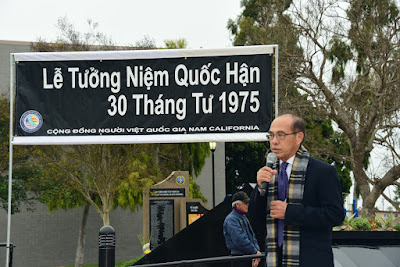 Lễ Tưởng Niệm Quốc Hận
30 Tháng Tư 1975
CỘNG ĐỒNG NGƯỜI VIỆT QUỐC GIA NAM CALIFORNIA